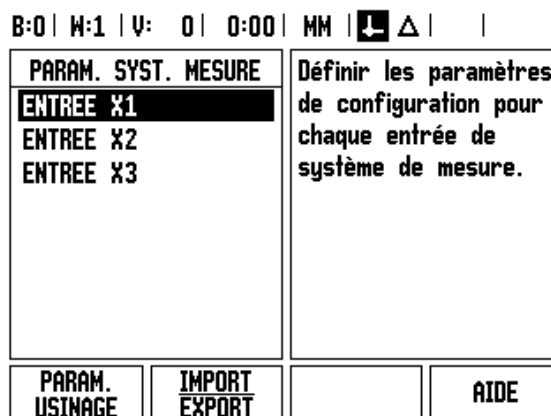 B:0 | W:1 | V: 0 | 0:00 | MM | | |
PARAM. SYST. MESURE
ENTREE X1
ENTREE X2
ENTREE X3
Définir les paramètres
de configuration pour
chaque entrée de
système de mesure.
PARAM.
USINAGE
IMPORT
EXPORT
AIDE